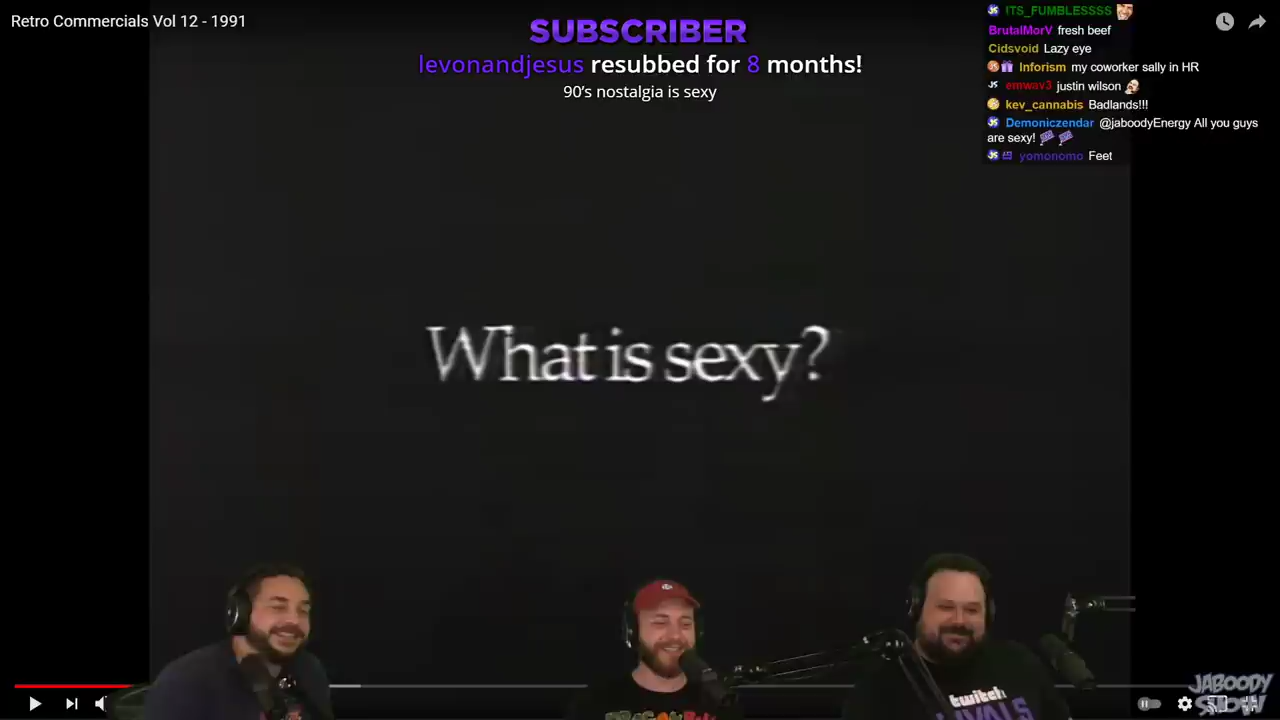 Retro Commercials Vol 12 - 1991
SUBSCRIBER
levonandjesus resubbed for 8 months!
90's nostalgia is sexy
ITS_FUMBLESSSS
BrutalMorV fresh beef
Cidsvoid Lazy eye
Inforism my coworker sally in HR
emwav3 justin wilson
kev_cannabis Badlands!!!
Demoniczendar @jaboodyEnergy All you guys
are sexy!
yomonomo Feet
What is sexy?
twitch
RIVALS
JABOODY
SHOW